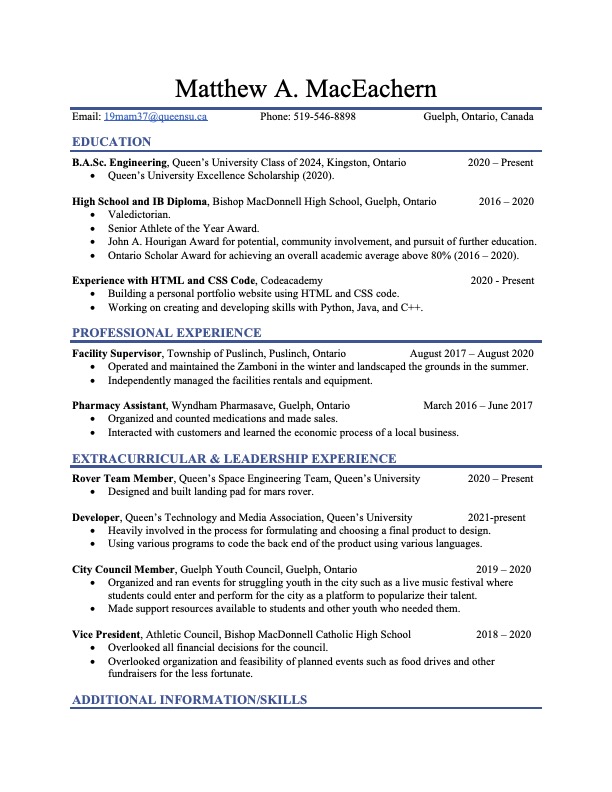 Matthew A. MacEachern
Email: 19mam37@queensu.ca Phone: 519-546-8898 Guelph, Ontario, Canada
EDUCATION
B.A.Sc. Engineering, Queen's University Class of 2024, Kingston, Ontario 2020 – Present
• Queen's University Excellence Scholarship (2020).
High School and IB Diploma, Bishop MacDonnell High School, Guelph, Ontario 2016 – 2020
• Valedictorian.
• Senior Athlete of the Year Award.
• John A. Hourigan Award for potential, community involvement, and pursuit of further education.
• Ontario Scholar Award for achieving an overall academic average above 80% (2016 – 2020).
Experience with HTML and CSS Code, Codeacademy 2020 - Present
• Building a personal portfolio website using HTML and CSS code.
• Working on creating and developing skills with Python, Java, and C++.
PROFESSIONAL EXPERIENCE
Facility Supervisor, Township of Puslinch, Puslinch, Ontario August 2017 – August 2020
• Operated and maintained the Zamboni in the winter and landscaped the grounds in the summer.
• Independently managed the facilities rentals and equipment.
Pharmacy Assistant, Wyndham Pharmasave, Guelph, Ontario March 2016 – June 2017
• Organized and counted medications and made sales.
• Interacted with customers and learned the economic process of a local business.
EXTRACURRICULAR & LEADERSHIP EXPERIENCE
Rover Team Member, Queen's Space Engineering Team, Queen's University 2020 – Present
• Designed and built landing pad for mars rover.
Developer, Queen's Technology and Media Association, Queen's University 2021-present
• Heavily involved in the process for formulating and choosing a final product to design.
• Using various programs to code the back end of the product using various languages.
City Council Member, Guelph Youth Council, Guelph, Ontario 2019 – 2020
• Organized and ran events for struggling youth in the city such as a live music festival where
students could enter and perform for the city as a platform to popularize their talent.
• Made support resources available to students and other youth who needed them.
Vice President, Athletic Council, Bishop MacDonnell Catholic High School 2018 – 2020
• Overlooked all financial decisions for the council.
• Overlooked organization and feasibility of planned events such as food drives and other
fundraisers for the less fortunate.
ADDITIONAL INFORMATION/SKILLS